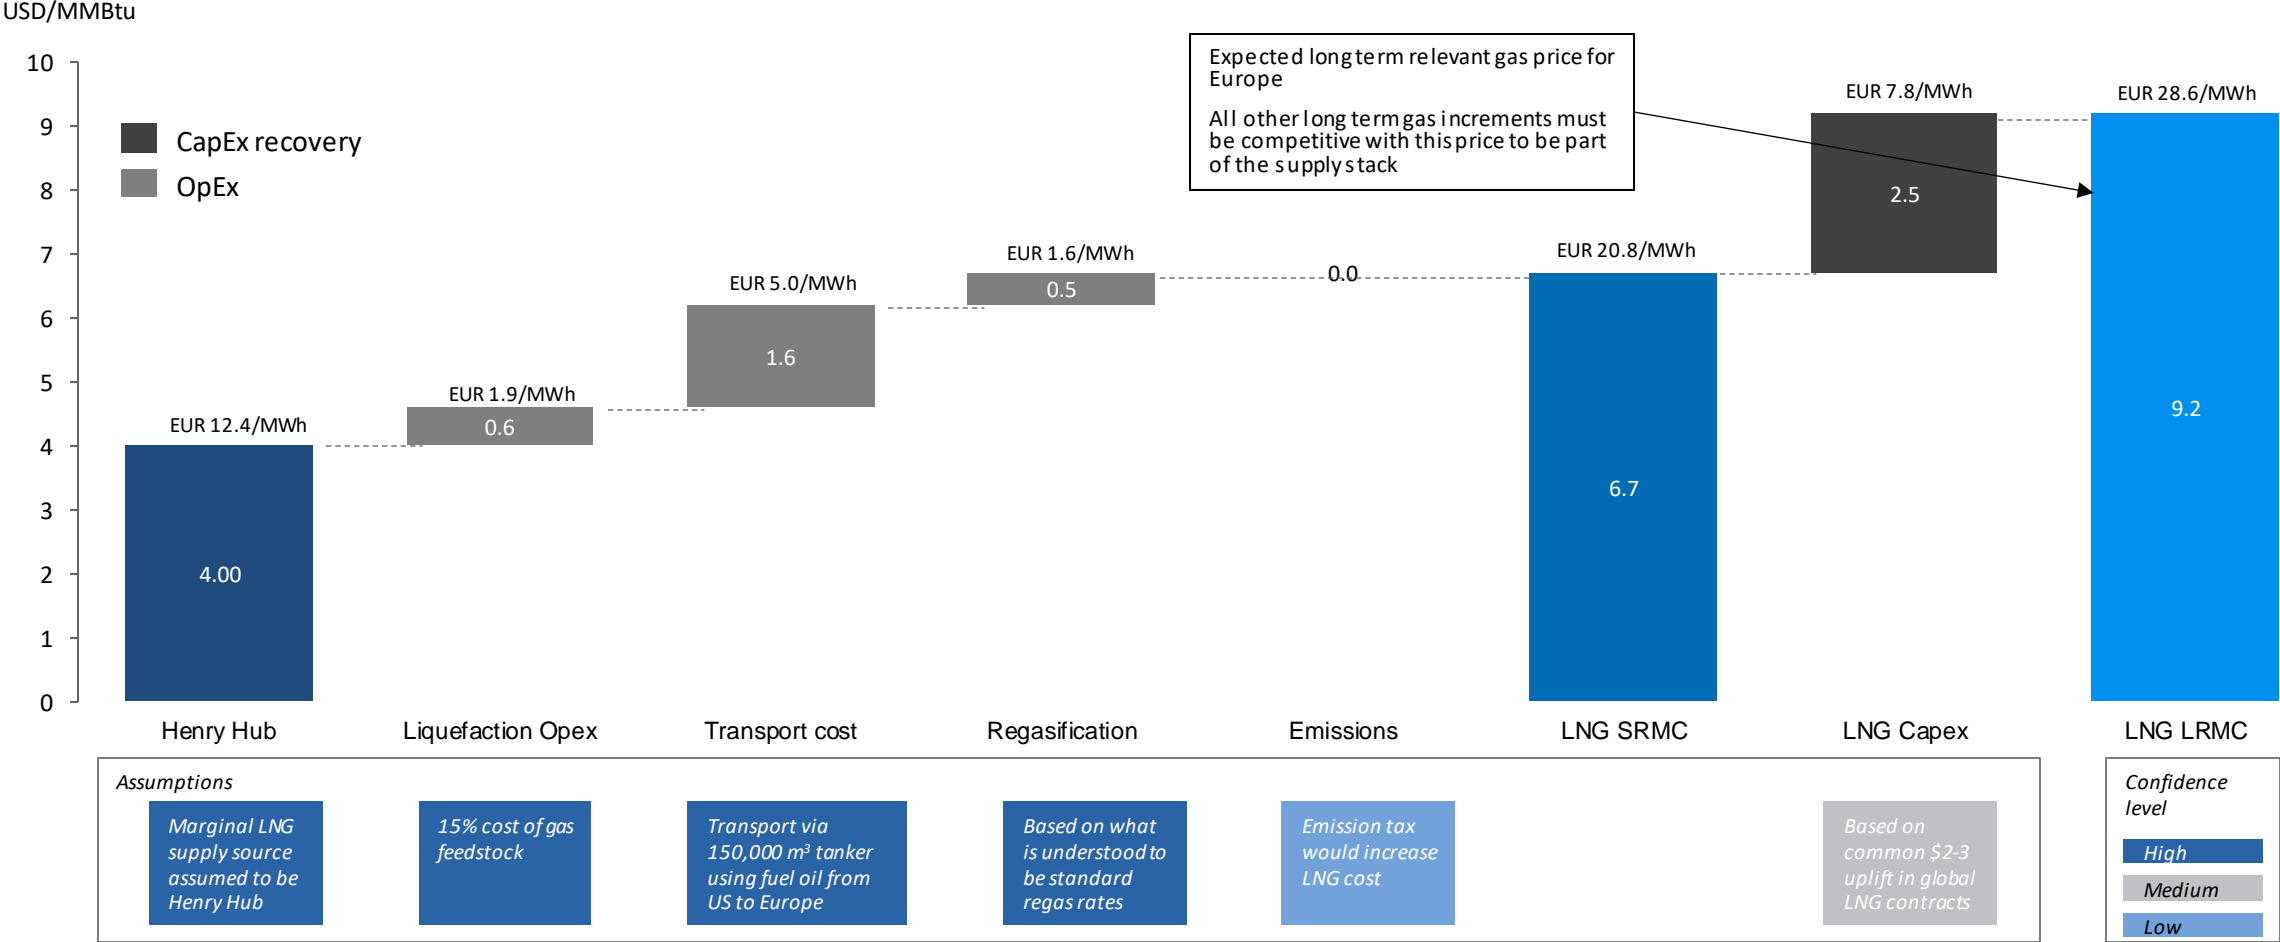 USD/MMBtu
10
9
8
7
6
5
4
3
2
1
0
CapEx recovery
OpEx
Expected long term relevant gas price for
Europe
All other long term gas increments must
be competitive with this price to be part
of the supply stack
EUR 12.4/MWh
4.00
EUR 1.9/MWh
0.6
EUR 5.0/MWh
1.6
EUR 1.6/MWh
0.5
0.0
EUR 20.8/MWh
6.7
EUR 7.8/MWh
2.5
EUR 28.6/MWh
9.2
Henry Hub
Liquefaction Opex
Transport cost
Regasification
Emissions
LNG SRMC
LNG Capex
LNG LRMC
Assumptions
Marginal LNG
supply source
assumed to be
Henry Hub
15% cost of gas
feedstock
Transport via
150,000 m³ tanker
using fuel oil from
US to Europe
Based on what
is understood to
be standard
regas rates
Emission tax
would increase
LNG cost
Based on
common $2-3
uplift in global
LNG contracts
Confidence
level
High
Medium
Low